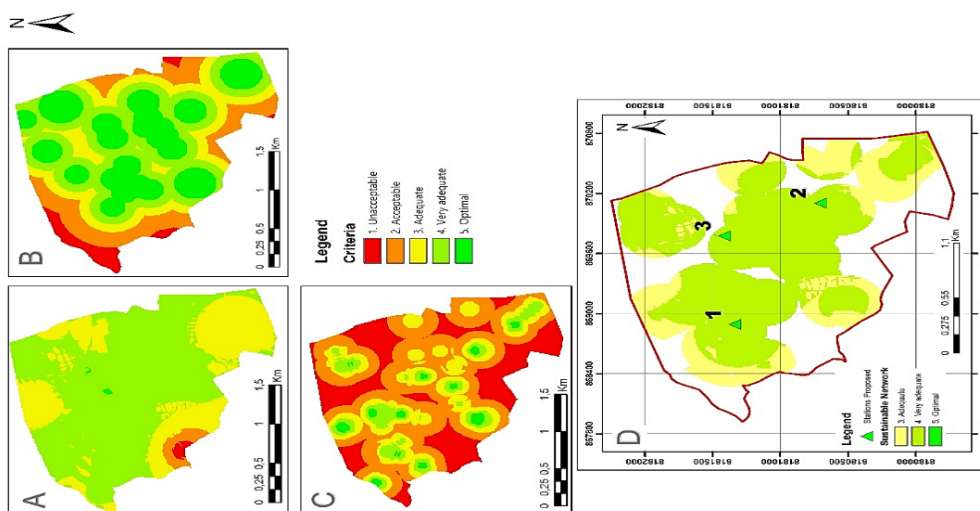 N
A
0 0,25 0,5 1 1,5
Km
B
0 0.25 0.5 1 1.5
Km
C
0 0.25 0,5 1 1.5
Km
Legend
Criteria
1. Unacceptable
2. Acceptable
3. Adequate
4. Very adequate
5. Optimal
D
867800 868400 869000 869600 870200 870800
8182000
8181500
8181000
8180500
8180000
N
1
2
3
Legend
Stations Proposed
Sustainable Network
3.
4. Very adequate
5. Optimal
0 0.275 0.55 1.1
Km